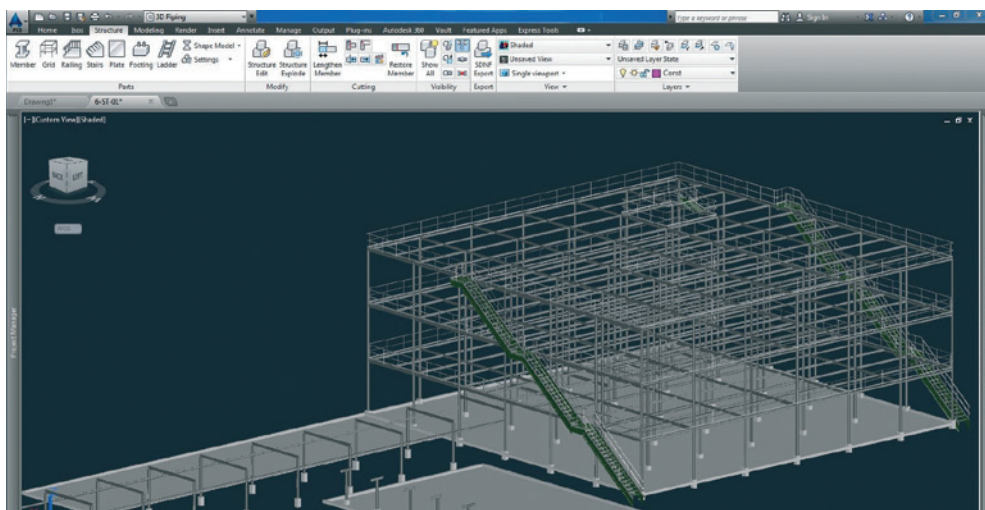 3D Piping
Type a keyword or phrase
Sign In
Home Iso Structure Modeling Render Insert Annotate Manage Output Plug-ins Autodesk 360 Vault Featured Apps Express Tools
Member Grid Railing Stairs Plate Footing Ladder
Shape Model
Settings
Parts
Structure Edit
Structure Explode
Modify
Lengthen Member
Restore Member
Cutting
Show All
Visibility
SDNF Export
Export
Shaded
Unsaved View
Single viewport
View
Unsaved Layer State
Const
Layers
Drawing1*
6-ST-01*
[-][Custom View][Shaded]
BACK LEFT
Project Manager